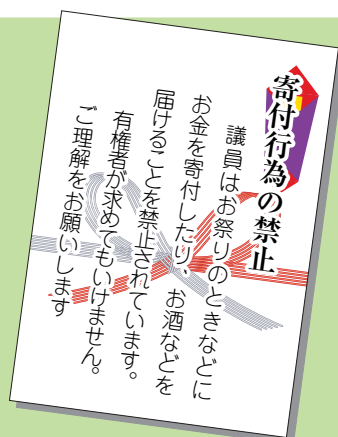 寄付行為の禁止
議員はお祭りのときなどに
お金を寄付したり、お酒などを
届けることを禁止されています。
有権者が求めてもいけません。
ご理解をお願いします